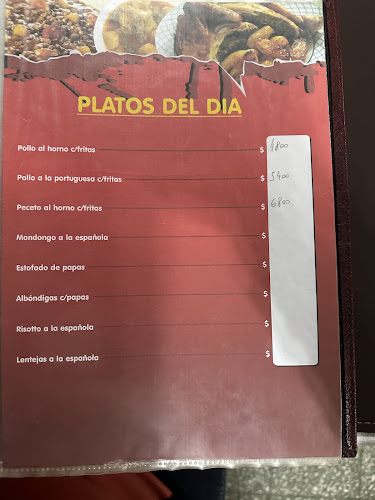 PLATOS DEL DIA
Pollo al horno c/fritas $ 4800
Pollo a la portuguesa c/fritas $ 5400
Peceto al horno c/fritas $ 6800
Mondongo a la española $
Estofado de papas $
Albóndigas c/papas $
Risotto a la española $
Lentejas a la española $